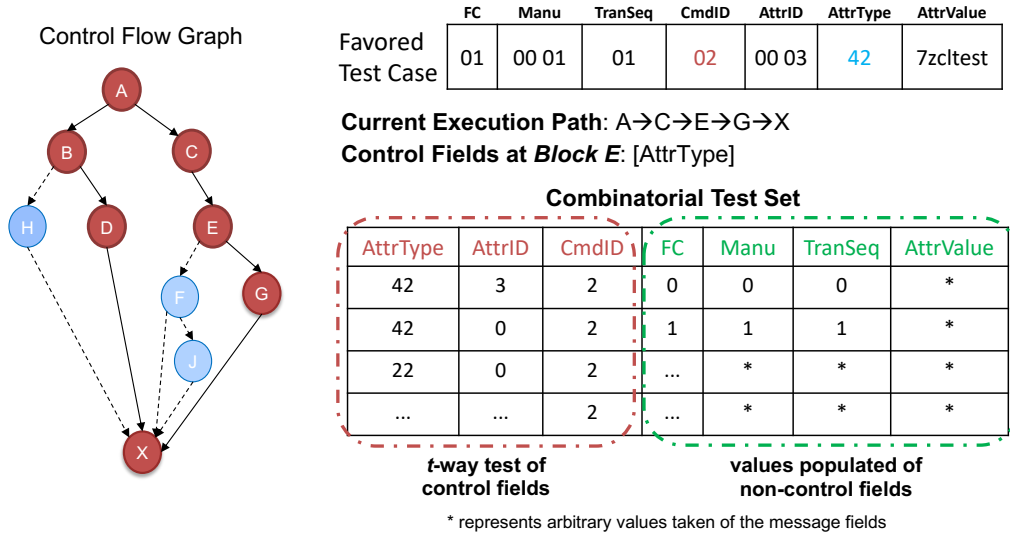 Control Flow Graph
A
B
C
H
D
E
F
G
J
X
FC Manu TranSeq CmdID AttrID AttrType AttrValue
Favored
Test Case
01 00 01 01 02 00 03 42 7zcltest
Current Execution Path: A→C→E→G→X
Control Fields at Block E: [AttrType]
Combinatorial Test Set
AttrType AttrID CmdID FC Manu TranSeq AttrValue
42 3 2 0 0 0 *
42 0 2 1 1 1 *
22 0 2 ... * * *
... ... 2 ... * * *
t-way test of
control fields
values populated of
non-control fields
* represents arbitrary values taken of the message fields